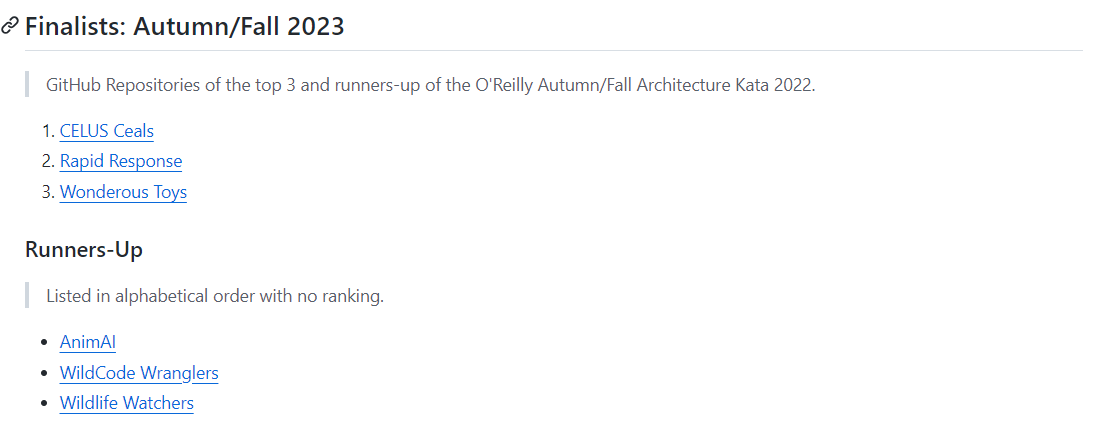 Finalists: Autumn/Fall 2023
GitHub Repositories of the top 3 and runners-up of the O'Reilly Autumn/Fall Architecture Kata 2022.
1. CELUS Ceals
2. Rapid Response
3. Wonderous Toys
Runners-Up
Listed in alphabetical order with no ranking.
• AnimAI
• WildCode Wranglers
• Wildlife Watchers